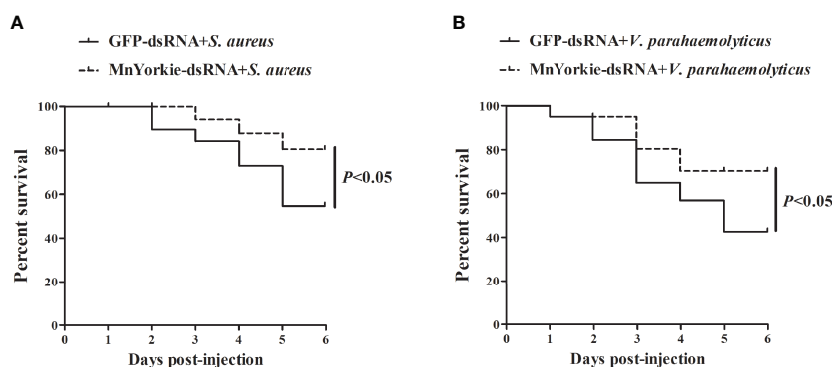 A
GFP-dsRNA+S. aureus
MnYorkie-dsRNA+S. aureus
Percent survival
100
80
60
40
20
0
P<0.05
0 1 2 3 4 5 6
Days post-injection
B
GFP-dsRNA+V. parahaemolyticus
MnYorkie-dsRNA+V. parahaemolyticus
Percent survival
100
80
60
40
20
0
P<0.05
0 1 2 3 4 5 6
Days post-injection